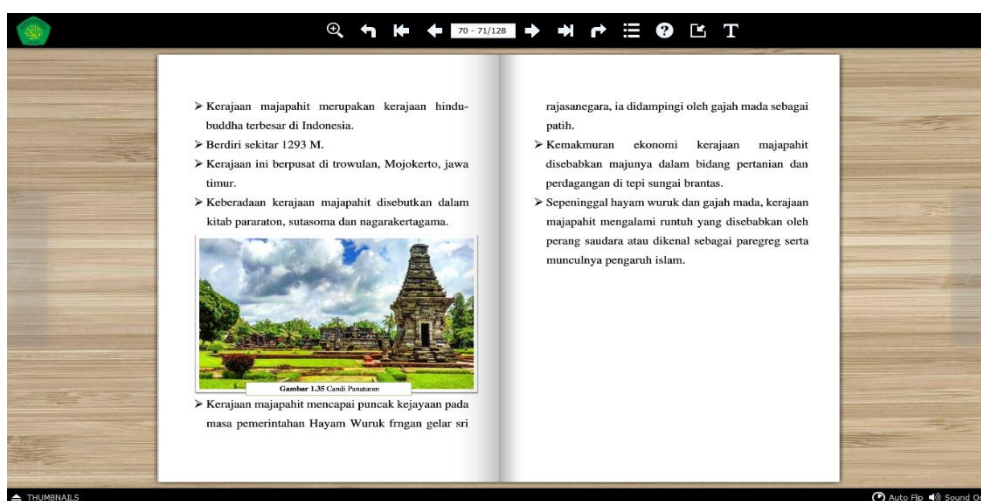 70 - 71/128
➤ Kerajaan majapahit merupakan kerajaan hindu-
buddha terbesar di Indonesia.
➤ Berdiri sekitar 1293 M.
➤ Kerajaan ini berpusat di trowulan, Mojokerto, jawa
timur.
➤ Keberadaan kerajaan majapahit disebutkan dalam
kitab pararaton, sutasoma dan nagarakertagama.
Gambar 1.35 Candi Panataran
➤ Kerajaan majapahit mencapai puncak kejayaan pada
masa pemerintahan Hayam Wuruk frngan gelar sri
rajasanegara, ia didampingi oleh gajah mada sebagai
patih.
➤ Kemakmuran ekonomi kerajaan majapahit
disebabkan majunya dalam bidang pertanian dan
perdagangan di tepi sungai brantas.
➤ Sepeninggal hayam wuruk dan gajah mada, kerajaan
majapahit mengalami runtuh yang disebabkan oleh
perang saudara atau dikenal sebagai paregreg serta
munculnya pengaruh islam.
THUMBNAILS
Auto Flip Sound On